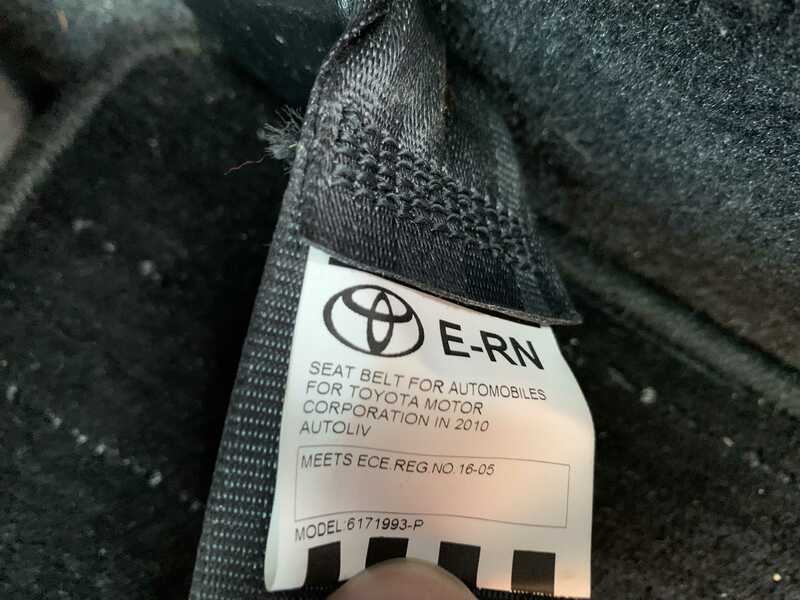 E-RN
SEAT BELT FOR AUTOMOBILES
FOR TOYOTA MOTOR
CORPORATION IN 2010
AUTOLIV
MEETS ECE.REG.NO.16-05
MODEL:6171993-P